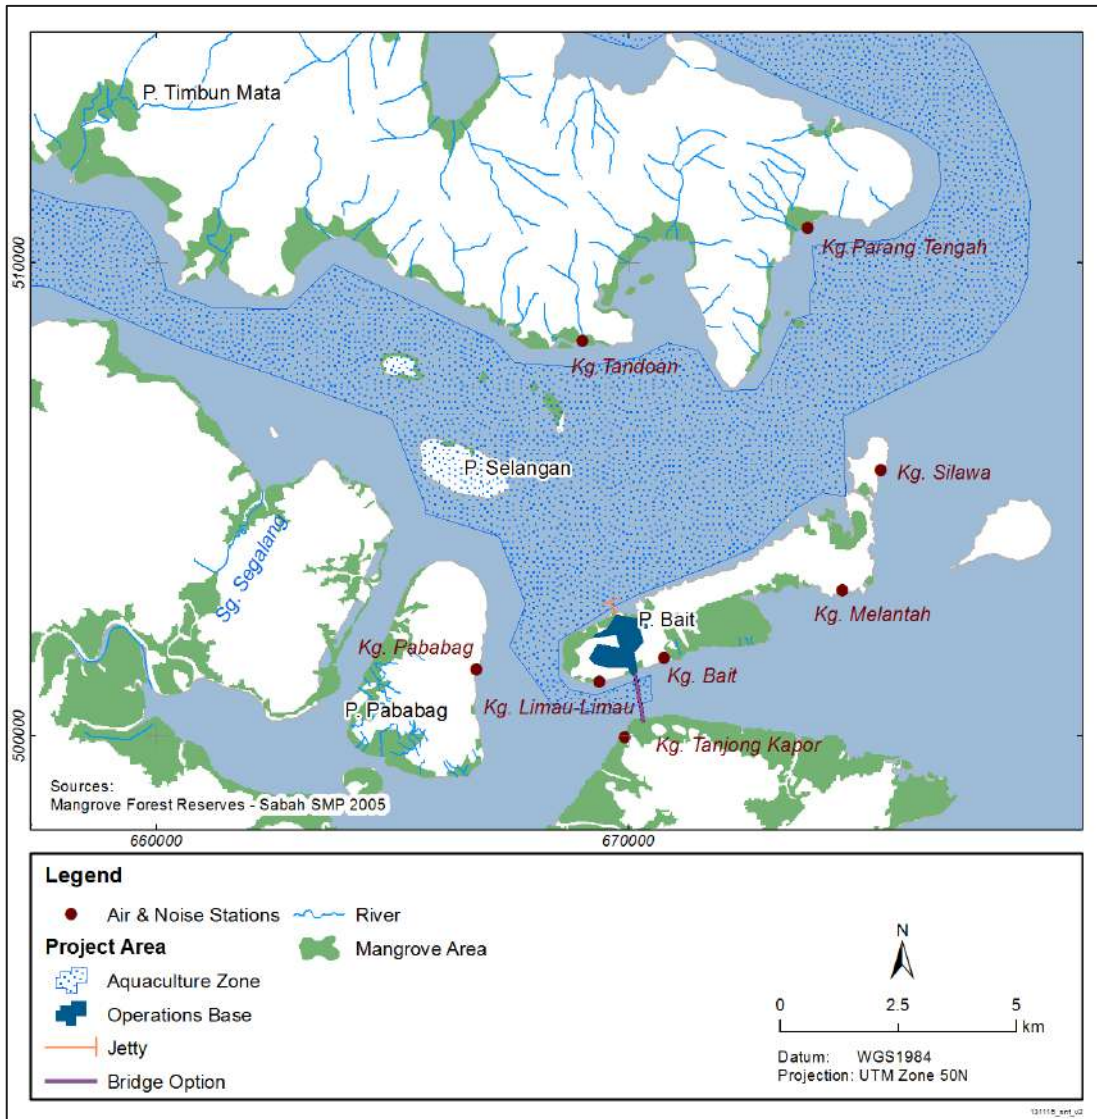 P. Timbun Mata
510000
Kg.Parang Tengah
Kg.Tandoan
P. Selangan
Kg. Silawa
Sg. Segalang
Kg. Melantah
P. Bait
Kg. Pababag
Kg. Bait
Kg. Limau-Limau
P. Pababag
500000
Kg. Tanjong Kapor
Sources:
Mangrove Forest Reserves - Sabah SMP 2005
660000
670000
Legend
Air & Noise Stations
River
Project Area
Mangrove Area
Aquaculture Zone
Operations Base
Jetty
Bridge Option
N
0 2.5 5
km
Datum: WGS1984
Projection: UTM Zone 50N